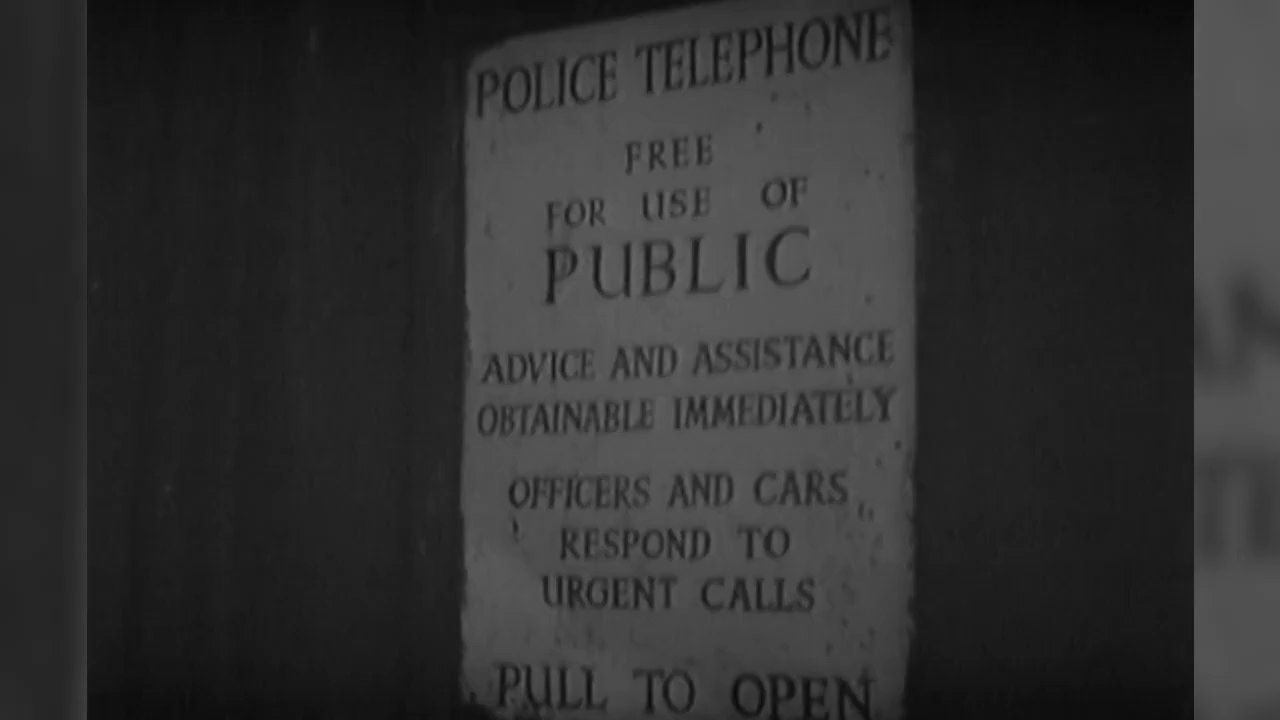 POLICE TELEPHONE
FREE
FOR USE OF
PUBLIC
ADVICE AND ASSISTANCE
OBTAINABLE IMMEDIATELY
OFFICERS AND CARS
RESPOND TO
URGENT CALLS
PULL TO OPEN